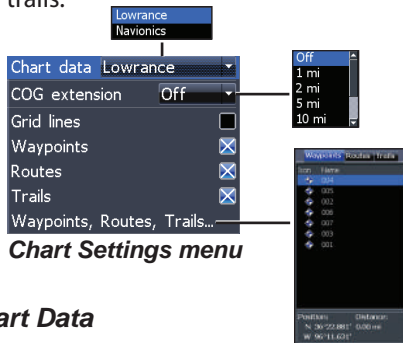 trails.
Lowrance
Navionics
Chart data Lowrance
COG extension Off
Grid lines
Waypoints
Routes
Trails
Waypoints, Routes, Trails...
Off
1 mi
2 mi
5 mi
10 mi
Waypoints Routes Trails
Icon Name
004
005
002
006
007
003
001
Position: Distance:
N 36°22.881' 0.00 mi
W 96°11.631'
Chart Settings menu
art Data